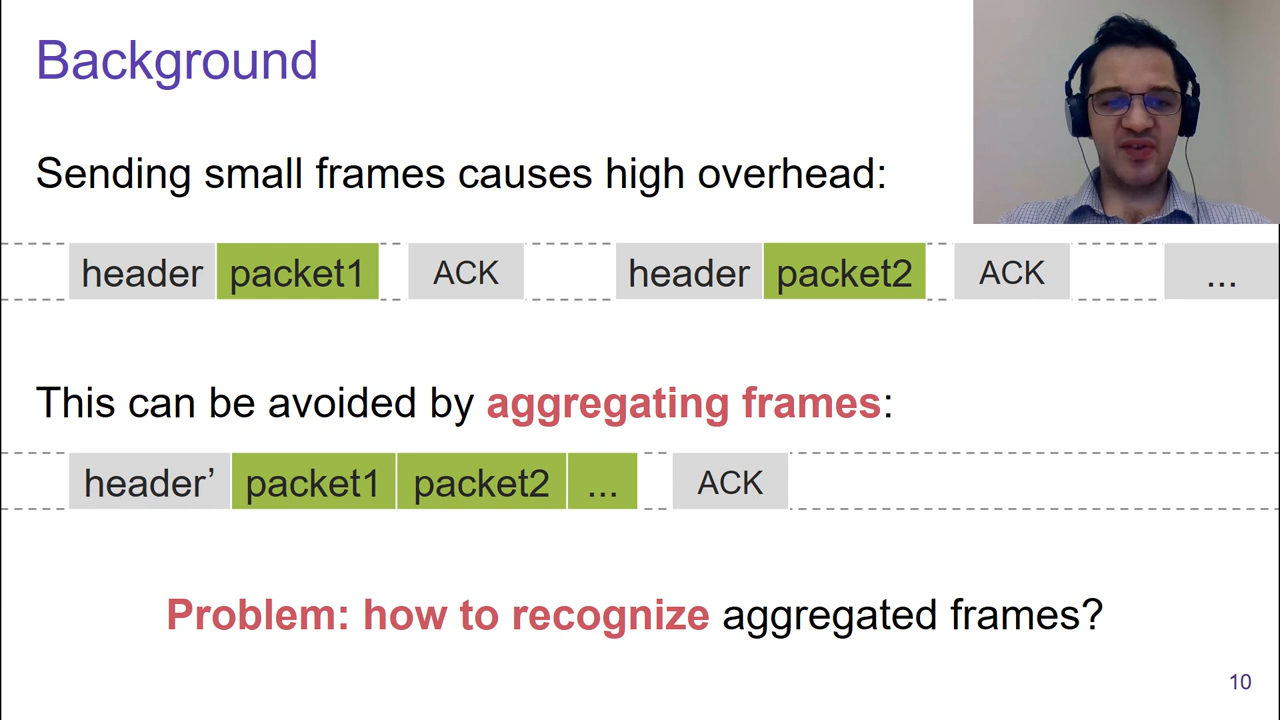 Background
Sending small frames causes high overhead:
header packet1 ACK header packet2 ACK ...
This can be avoided by aggregating frames:
header’ packet1 packet2 ... ACK
Problem: how to recognize aggregated frames?
10